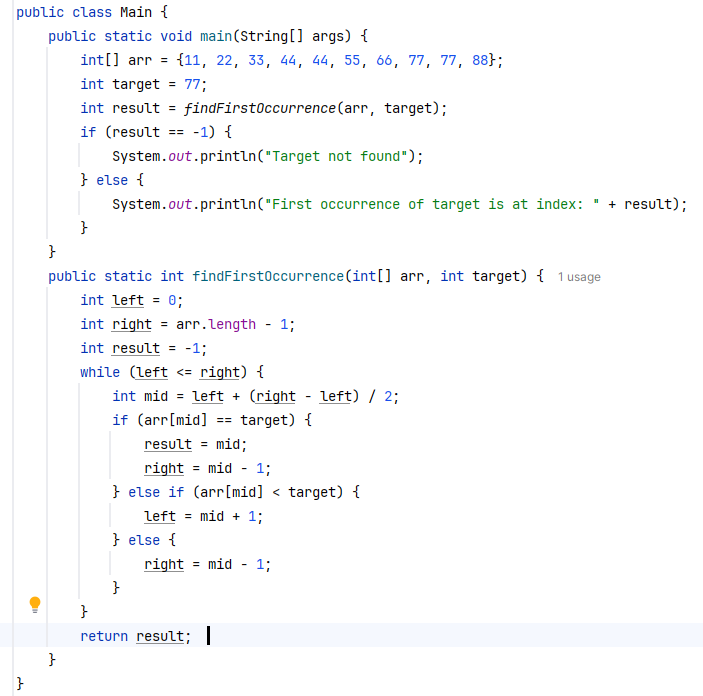 public class Main {
    public static void main(String[] args) {
        int[] arr = {11, 22, 33, 44, 44, 55, 66, 77, 77, 88};
        int target = 77;
        int result = findFirstOccurrence(arr, target);
        if (result == -1) {
            System.out.println("Target not found");
        } else {
            System.out.println("First occurrence of target is at index: " + result);
        }
    }
    public static int findFirstOccurrence(int[] arr, int target) {  1 usage
        int left = 0;
        int right = arr.length - 1;
        int result = -1;
        while (left <= right) {
            int mid = left + (right - left) / 2;
            if (arr[mid] == target) {
                result = mid;
                right = mid - 1;
            } else if (arr[mid] < target) {
                left = mid + 1;
            } else {
                right = mid - 1;
            }
        }
        return result;
    }
}